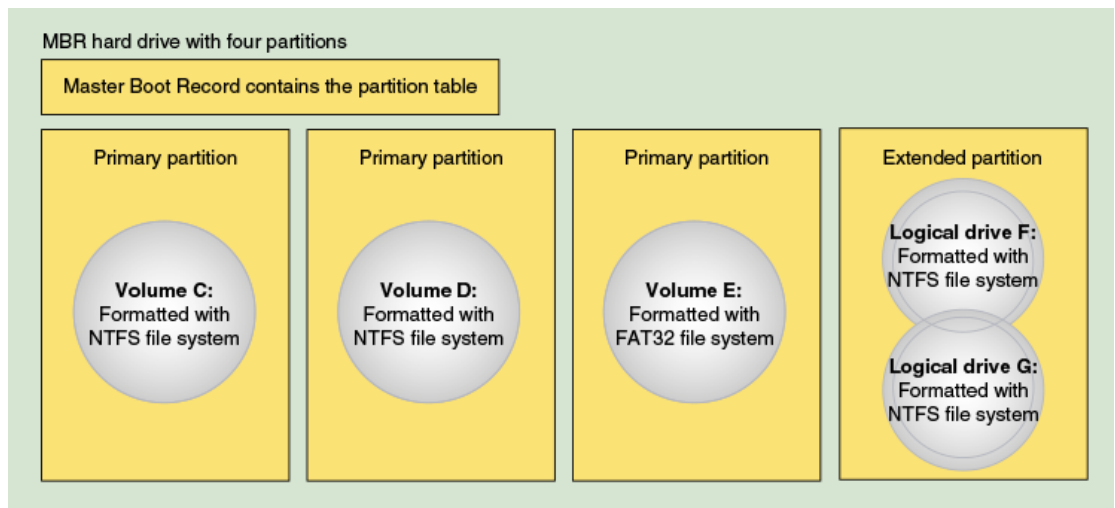 MBR hard drive with four partitions
Master Boot Record contains the partition table
Primary partition
Volume C:
Formatted with
NTFS file system
Primary partition
Volume D:
Formatted with
NTFS file system
Primary partition
Volume E:
Formatted with
FAT32 file system
Extended partition
Logical drive F:
Formatted with
NTFS file system
Logical drive G:
Formatted with
NTFS file system